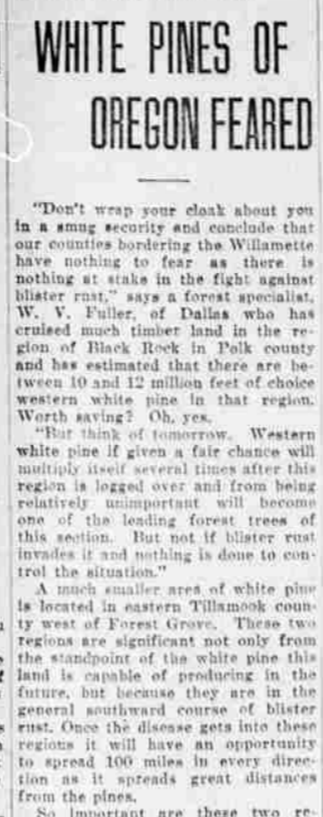 WHITE PINES OF
OREGON FEARED
"Don't wrap your cloak about you
in a smug security and conclude that
our counties bordering the Willamette
have nothing to fear as there is
nothing at stake in the fight against
blister rust," says a forest specialist,
W. V. Fuller, of Dallas who has
cruised much timber land in the re-
gion of Black Rock in Polk county
and has estimated that there are be-
tween 10 and 12 million feet of choice
western white pine in that region.
Worth saving? Oh, yes.
"But think of tomorrow. Western
white pine if given a fair chance will
multiply itself several times after this
region is logged over and from being
relatively unimportant will become
one of the leading forest trees of
this section. But not if blister rust
invades it and nothing is done to con-
trol the situation."
A much smaller area of white pine
is located in eastern Tillamook coun-
ty west of Forest Grove. These two
regions are significant not only from
the standpoint of the white pine this
land is capable of producing in the
future, but because they are in the
general southward course of blister
rust. Once the disease gets into these
regions it will have an opportunity
to spread 100 miles in every direc-
tion as it spreads great distances
from the pines.
So important are these two re-